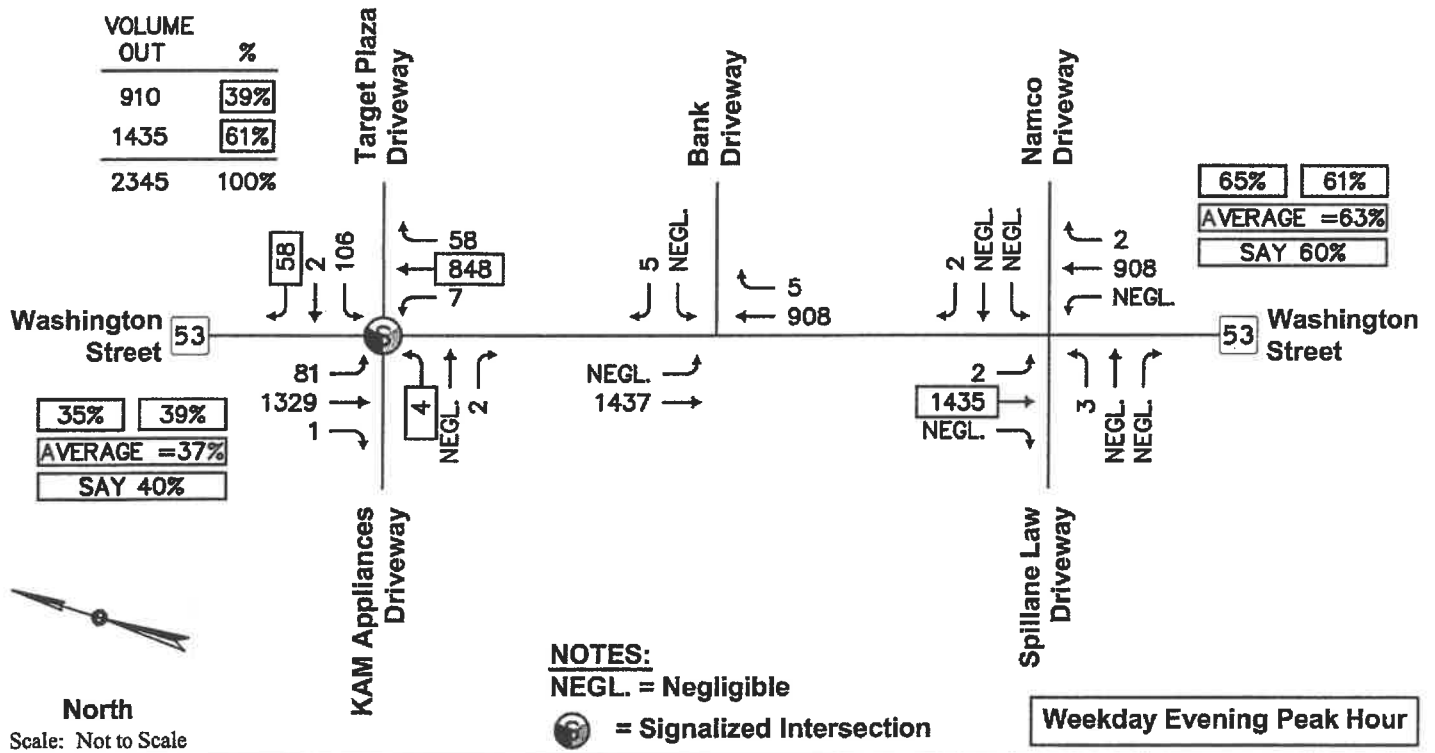 VOLUME
OUT %
910 39%
1435 61%
2345 100%
Target Plaza
Driveway
Bank
Driveway
Namco
Driveway
65% 61%
AVERAGE =63%
SAY 60%
58
2
106
58
848
7
5
NEGL.
5
908
2
NEGL.
NEGL.
2
908
NEGL.
Washington
Street
53
53
Washington
Street
81
1329
1
4
NEGL.
2
NEGL.
1437
2
1435
NEGL.
3
NEGL.
NEGL.
35% 39%
AVERAGE =37%
SAY 40%
KAM Appliances
Driveway
Spillane Law
Driveway
S
North
Scale: Not to Scale
NOTES:
NEGL. = Negligible
S = Signalized Intersection
Weekday Evening Peak Hour